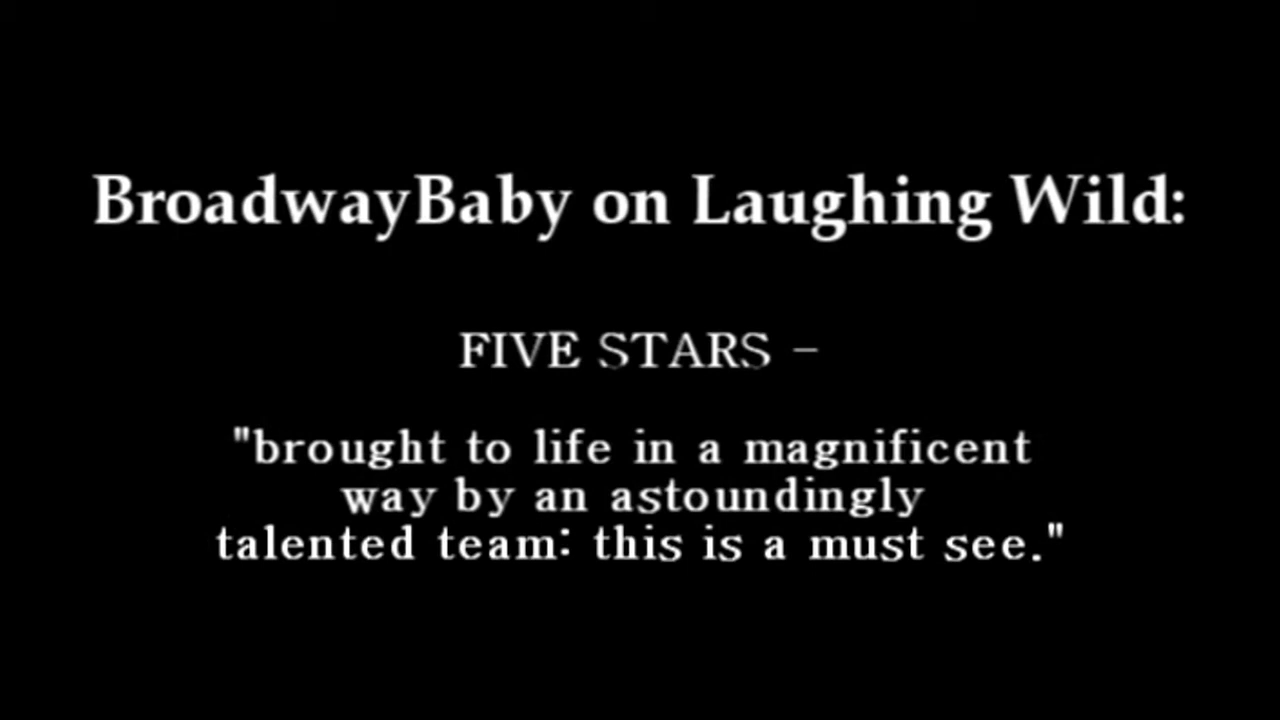 BroadwayBaby on Laughing Wild:
FIVE STARS –
"brought to life in a magnificent
way by an astoundingly
talented team: this is a must see."